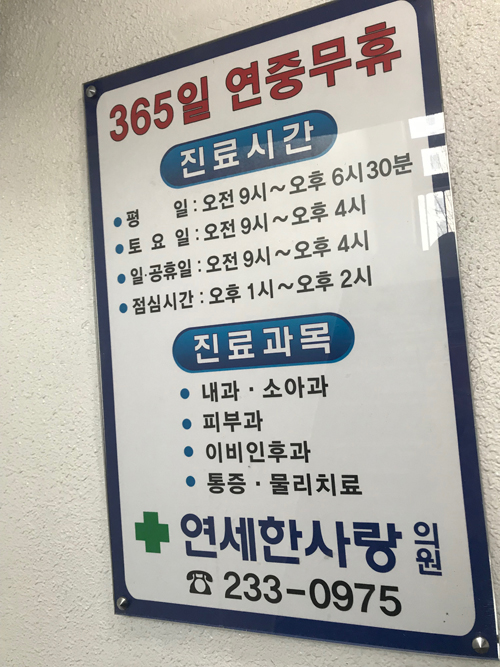 365일 연중무휴
진료시간
• 평 일 : 오전 9시~오후 6시30분
• 토 요 일 : 오전 9시~오후 4시
• 일·공휴일 : 오전 9시~오후 4시
• 점심시간 : 오후 1시~오후 2시
진료과목
• 내과 · 소아과
• 피부과
• 이비인후과
• 통증 · 물리치료
연세한사랑 의원
☎ 233-0975